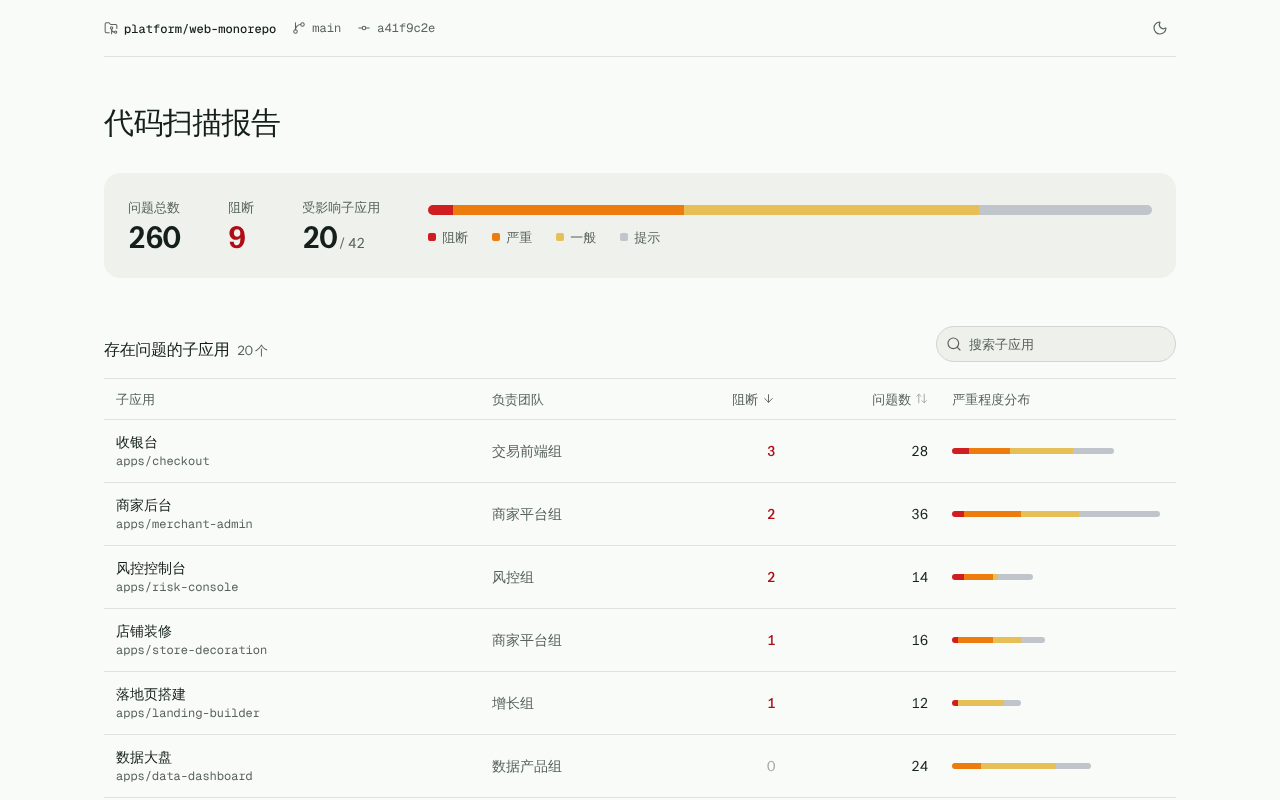 platform/web-monorepo main a41f9c2e
代码扫描报告
问题总数 阻断 受影响子应用
260 9 20 / 42
阻断 严重 一般 提示
存在问题的子应用 20 个 搜索子应用
子应用 负责团队 阻断 问题数 严重程度分布
收银台
apps/checkout
交易前端组 3 28
商家后台
apps/merchant-admin
商家平台组 2 36
风控控制台
apps/risk-console
风控组 2 14
店铺装修
apps/store-decoration
商家平台组 1 16
落地页搭建
apps/landing-builder
增长组 1 12
数据大盘
apps/data-dashboard
数据产品组 0 24